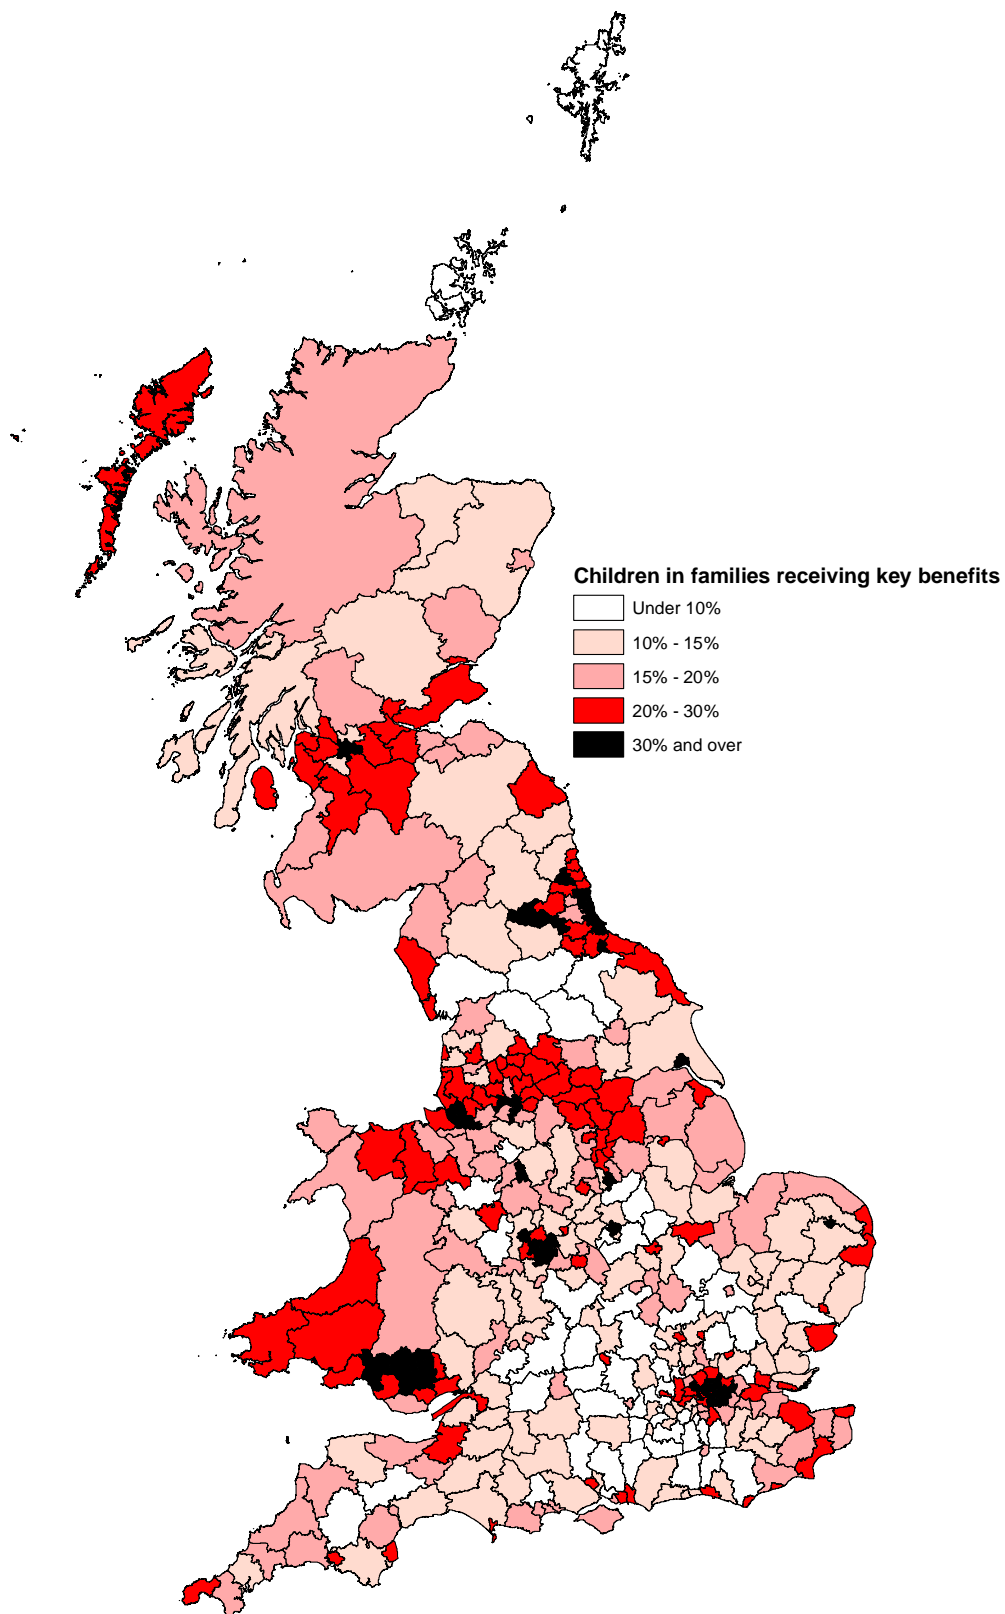 Children in families receiving key benefits
Under 10%
10% - 15%
15% - 20%
20% - 30%
30% and over